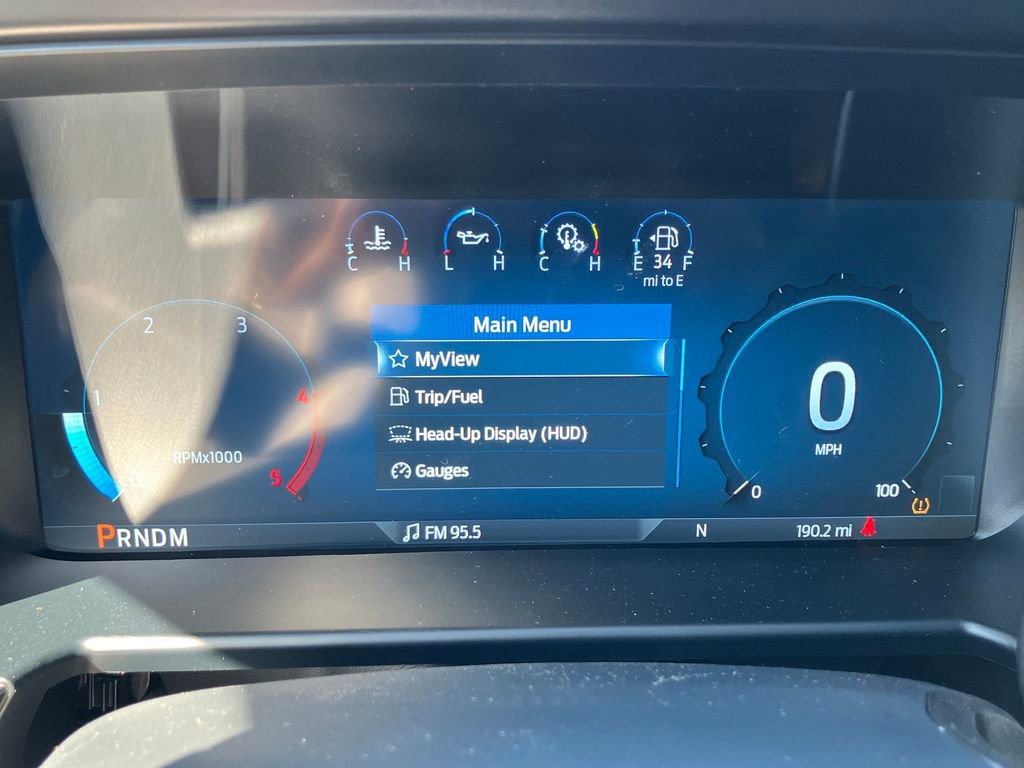 C H
L H
C H
E 34 F
mi to E
Main Menu
MyView
Trip/Fuel
Head-Up Display (HUD)
Gauges
0
1
2
3
4
5
RPMx1000
0
MPH
0
100
PRNDM
FM 95.5
N
190.2 mi